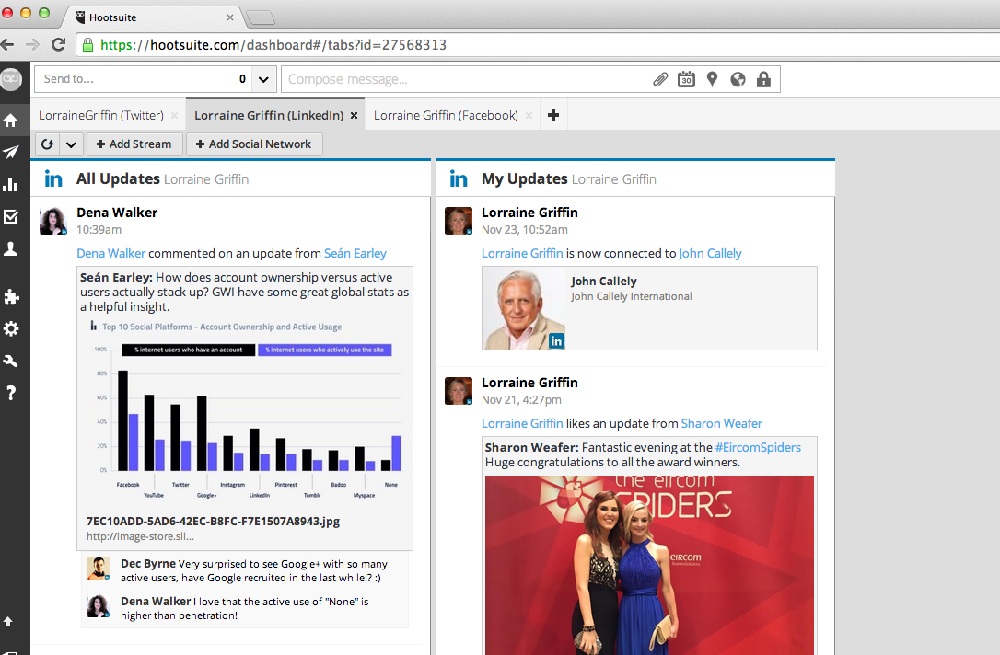 Hootsuite
https://hootsuite.com/dashboard#/tabs?id=27568313
Send to... 0
Compose message...
30
LorraineGriffin (Twitter)
Lorraine Griffin (LinkedIn)
Lorraine Griffin (Facebook)
Add Stream
Add Social Network
in All Updates Lorraine Griffin
Dena Walker
10:39am
Dena Walker commented on an update from Seán Earley
Seán Earley: How does account ownership versus active
users actually stack up? GWI have some great global stats as
a helpful insight.
Top 10 Social Platforms - Account Ownership and Active Usage
% internet users who have an account
% internet users who actively use the site
100%
80%
60%
40%
20%
0%
Facebook Twitter Instagram Pinterest Badoo None
YouTube Google+ LinkedIn Tumblr Myspace
7EC10ADD-5AD6-42EC-B8FC-F7E1507A8943.jpg
http://image-store.sli...
Dec Byrne Very surprised to see Google+ with so many
active users, have Google recruited in the last while!? :)
Dena Walker I love that the active use of "None" is
higher than penetration!
in My Updates Lorraine Griffin
Lorraine Griffin
Nov 23, 10:52am
Lorraine Griffin is now connected to John Callely
John Callely
John Callely International
in
Lorraine Griffin
Nov 21, 4:27pm
Lorraine Griffin likes an update from Sharon Weafer
Sharon Weafer: Fantastic evening at the #EircomSpiders
Huge congratulations to all the award winners.
the eircom
SPIDERS
EIRCOM